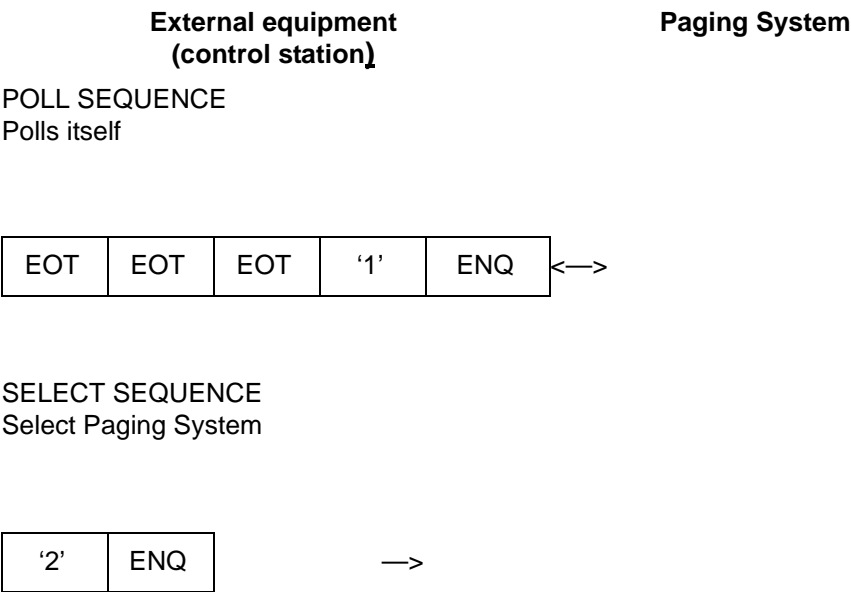 External equipment Paging System
(control station)
POLL SEQUENCE
Polls itself
EOT EOT EOT ‘1’ ENQ <—>
SELECT SEQUENCE
Select Paging System
‘2’ ENQ —>